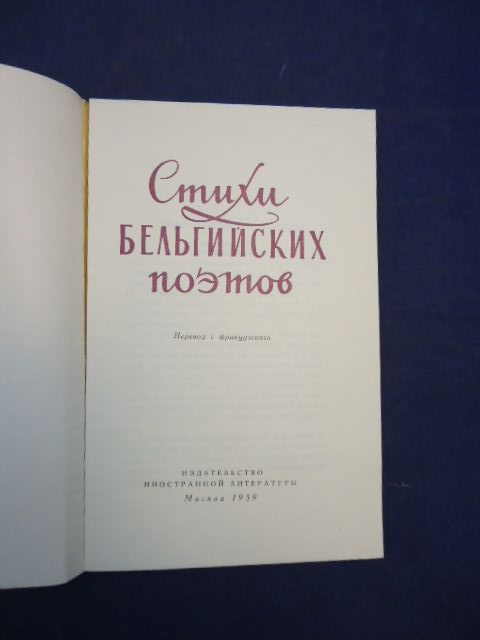 Стихи
БЕЛЬГИЙСКИХ
поэтов
Перевод с французского
ИЗДАТЕЛЬСТВО
ИНОСТРАННОЙ ЛИТЕРАТУРЫ
Москва 1959